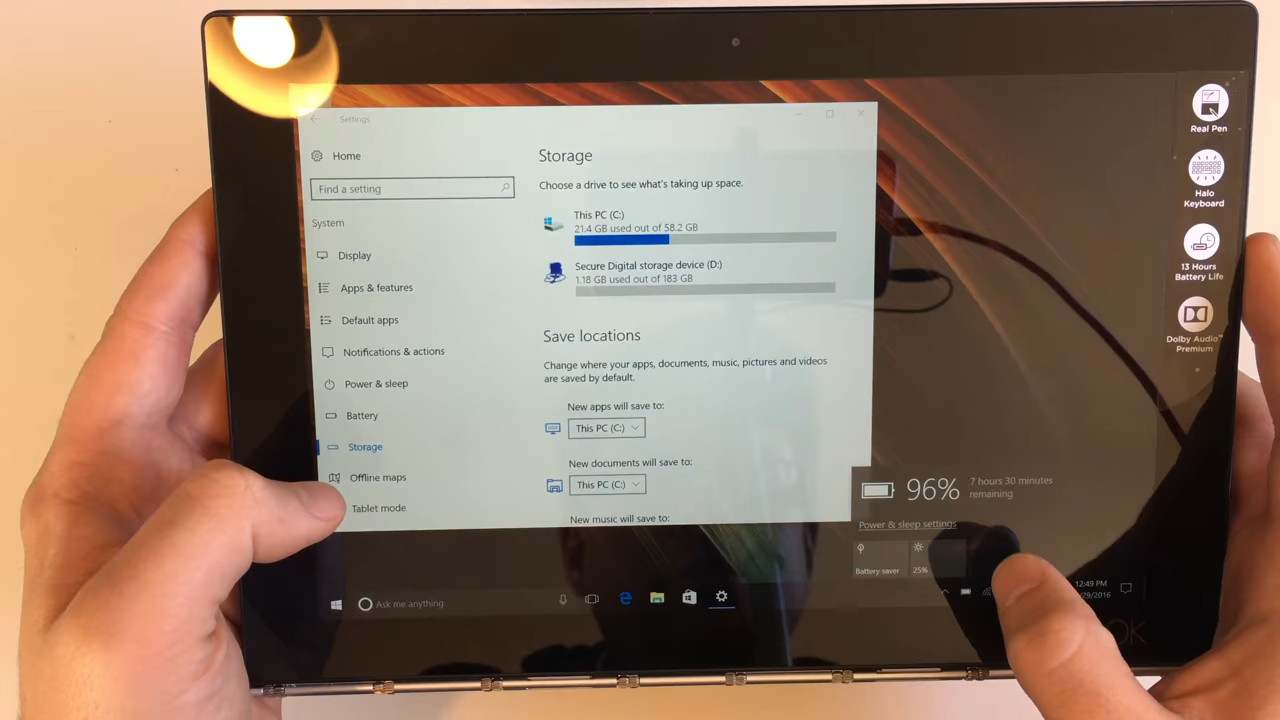 Settings
Home
Find a setting
System
Display
Apps & features
Default apps
Notifications & actions
Power & sleep
Battery
Storage
Offline maps
Tablet mode
Storage
Choose a drive to see what's taking up space.
This PC (C:)
21.4 GB used out of 58.2 GB
Secure Digital storage device (D:)
1.18 GB used out of 183 GB
Save locations
Change where your apps, documents, music, pictures and videos
are saved by default.
New apps will save to:
This PC (C:)
New documents will save to:
This PC (C:)
New music will save to:
Real Pen
Halo
Keyboard
13 Hours
Battery Life
Dolby Audio™
Premium
96%
7 hours 30 minutes
remaining
Power & sleep settings
Battery saver
25%
Ask me anything
12:49 PM
/29/2016